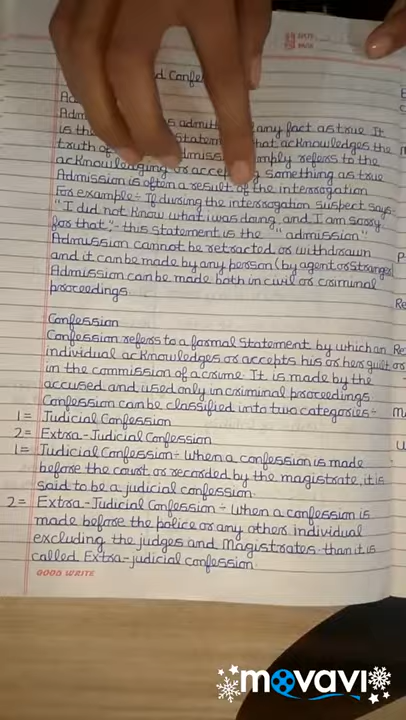 DATE
PAGE
d Confe
Ad
Adm s admit any fact as true. It
is the Statem that acknowledges the
truth of dmiss mply refers to the
acknowledging or accep g something as true
Admission is often a result of the interrogation
For example ÷ If during the interrogation suspect says
"I did not know what i was doing and I am sorry
for that" - this statement is the "admission"
Admission cannot be retracted or withdrawn
and it can be made by any person (by agent or stranger)
Admission can be made both in civil or criminal
proceedings
Confession
Confession refers to a formal statement by which an
individual acknowledges or accepts his or her guilt
in the commission of a crime. It is made by the
accused and used only in criminal proceedings
Confession can be classified into two categories ÷
1 = Judicial Confession
2 = Extra-Judicial Confession
1 = Judicial Confession ÷ When a confession is made
before the court or recorded by the magistrate, it is
said to be a judicial confession.
2 = Extra-Judicial Confession ÷ When a confession is
made before the police or any other individual
excluding the judges and Magistrates than it is
called Extra-judicial confession.
GOOD WRITE
movavi